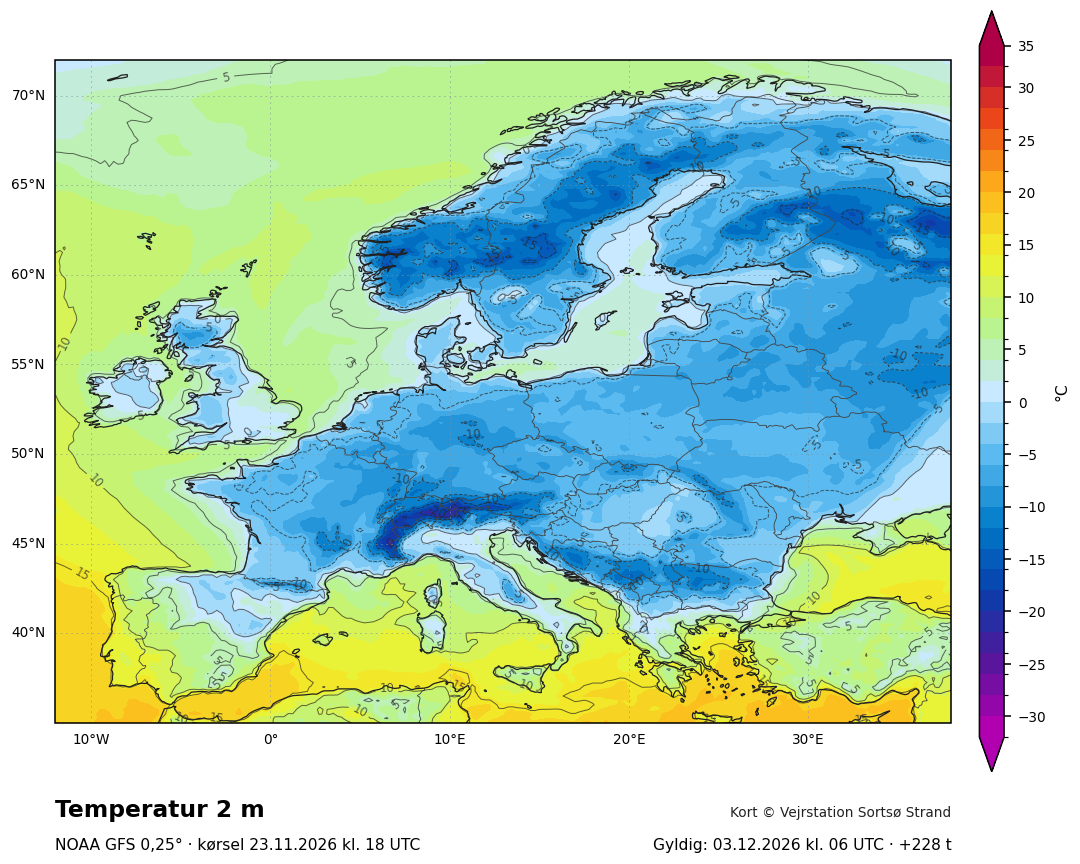 70°N
65°N
60°N
55°N
50°N
45°N
40°N
10°W 0° 10°E 20°E 30°E
35
30
25
20
15
10
5
0
−5
−10
−15
−20
−25
−30
°C
Temperatur 2 m
Kort © Vejrstation Sortsø Strand
NOAA GFS 0,25° · kørsel 23.11.2026 kl. 18 UTC
Gyldig: 03.12.2026 kl. 06 UTC · +228 t